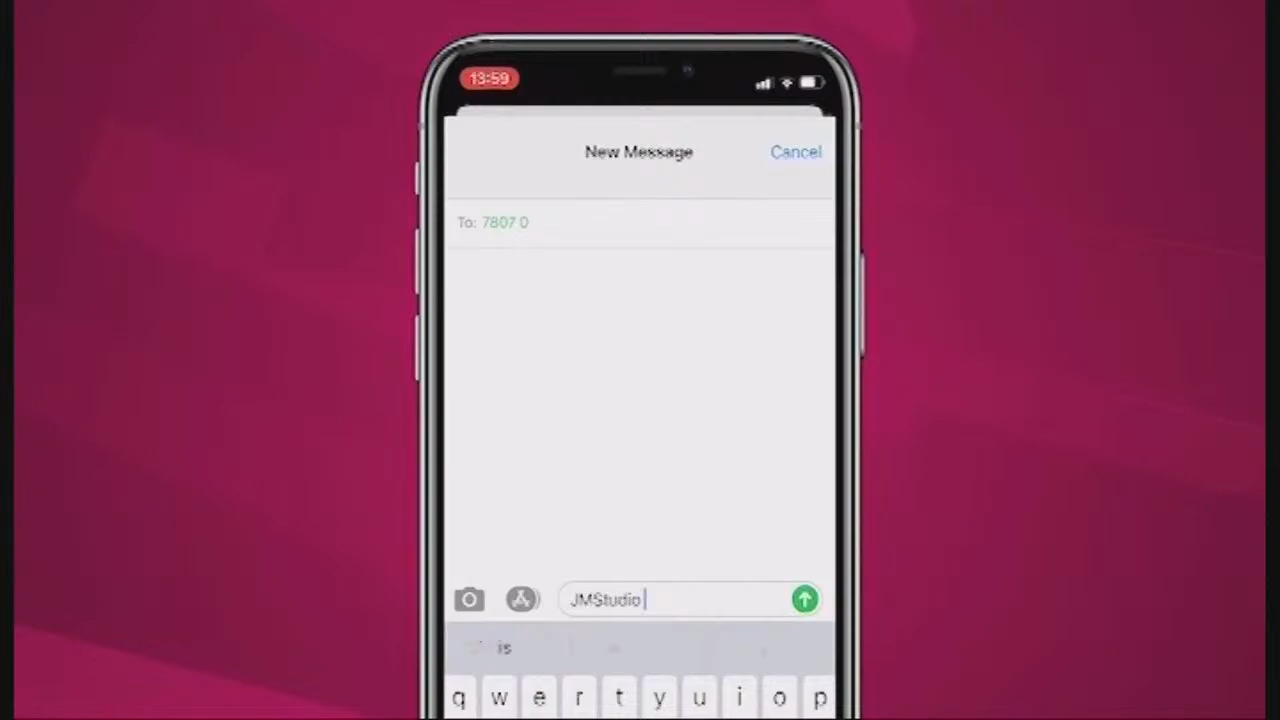 13:59
New Message
Cancel
To: 7807 0
JMStudio
is
q w e r t y u i o p